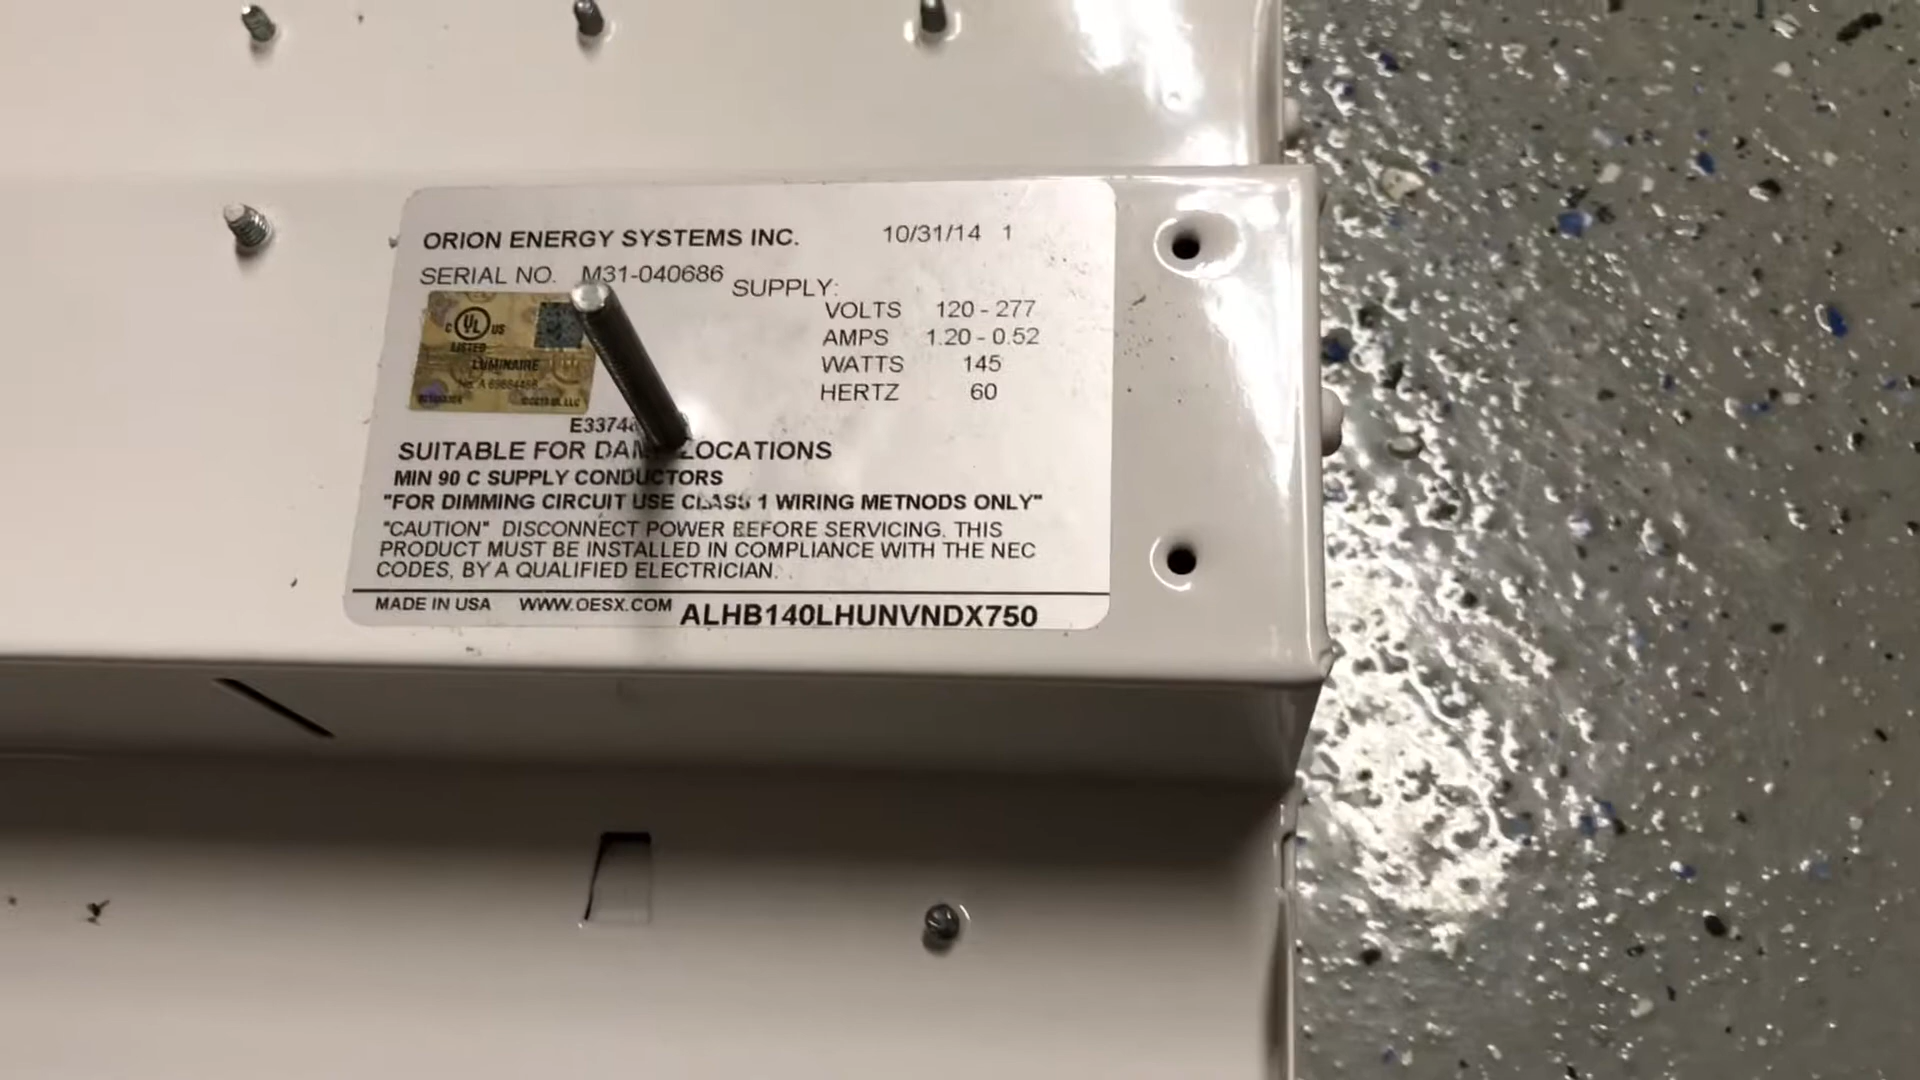 ORION ENERGY SYSTEMS INC. 10/31/14 1
SERIAL NO. M31-040686
SUPPLY:
VOLTS 120 - 277
AMPS 1.20 - 0.52
WATTS 145
HERTZ 60
C UL US
LISTED
LUMINAIRE
E3374
SUITABLE FOR LOCATIONS
MIN 90 C SUPPLY CONDUCTORS
"FOR DIMMING CIRCUIT USE CLASS 1 WIRING METNODS ONLY"
"CAUTION" DISCONNECT POWER BEFORE SERVICING. THIS
PRODUCT MUST BE INSTALLED IN COMPLIANCE WITH THE NEC
CODES, BY A QUALIFIED ELECTRICIAN.
MADE IN USA WWW.OESX.COM ALHB140LHUNVNDX750